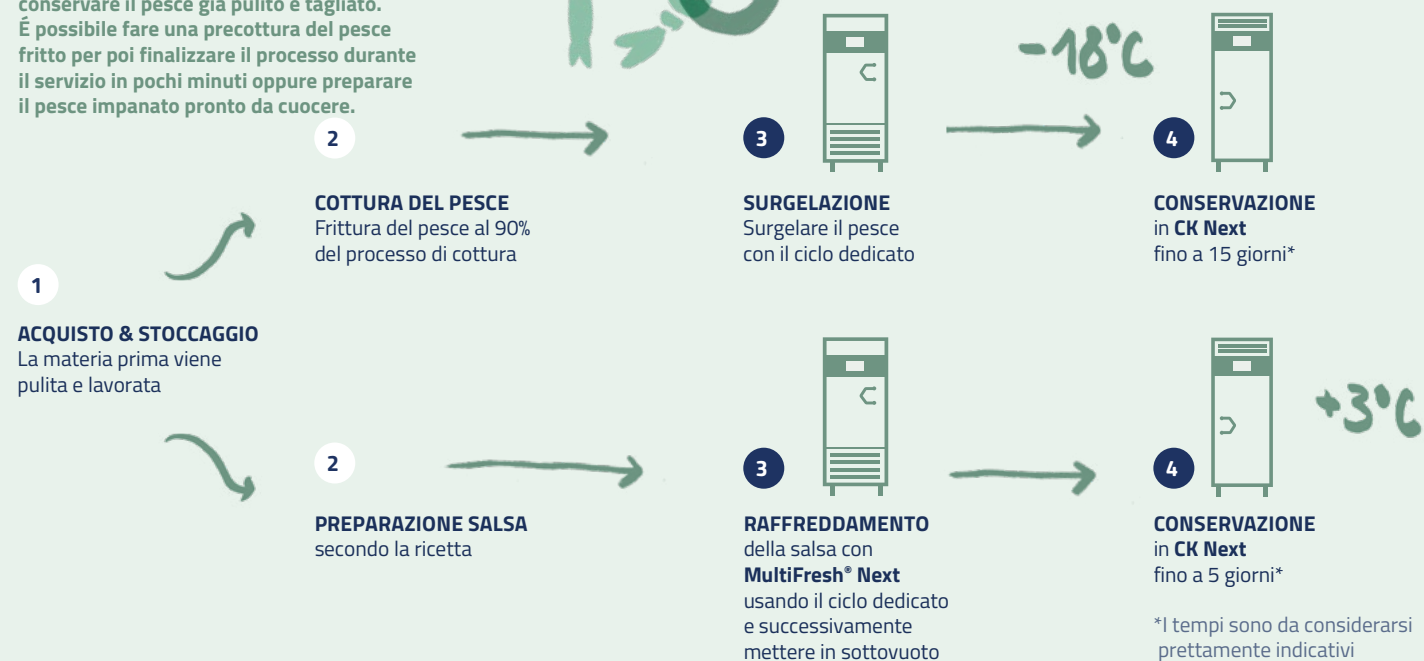 conservare il pesce già pulito e tagliato.
É possibile fare una precottura del pesce
fritto per poi finalizzare il processo durante
il servizio in pochi minuti oppure preparare
il pesce impanato pronto da cuocere.
1
ACQUISTO & STOCCAGGIO
La materia prima viene
pulita e lavorata
2
COTTURA DEL PESCE
Frittura del pesce al 90%
del processo di cottura
3
SURGELAZIONE
Surgelare il pesce
con il ciclo dedicato
-18°C
4
CONSERVAZIONE
in CK Next
fino a 15 giorni*
2
PREPARAZIONE SALSA
secondo la ricetta
3
RAFFREDDAMENTO
della salsa con
MultiFresh® Next
usando il ciclo dedicato
e successivamente
mettere in sottovuoto
4
+3°C
CONSERVAZIONE
in CK Next
fino a 5 giorni*
*I tempi sono da considerarsi
prettamente indicativi